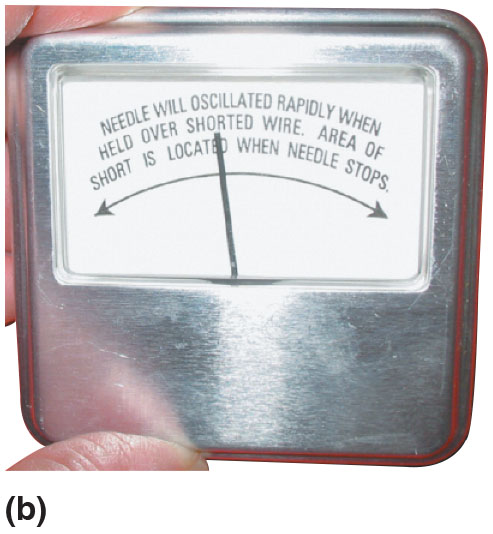 NEEDLE WILL OSCILLATED RAPIDLY WHEN
HELD OVER SHORTED WIRE. AREA OF
SHORT IS LOCATED WHEN NEEDLE STOPS.
(b)